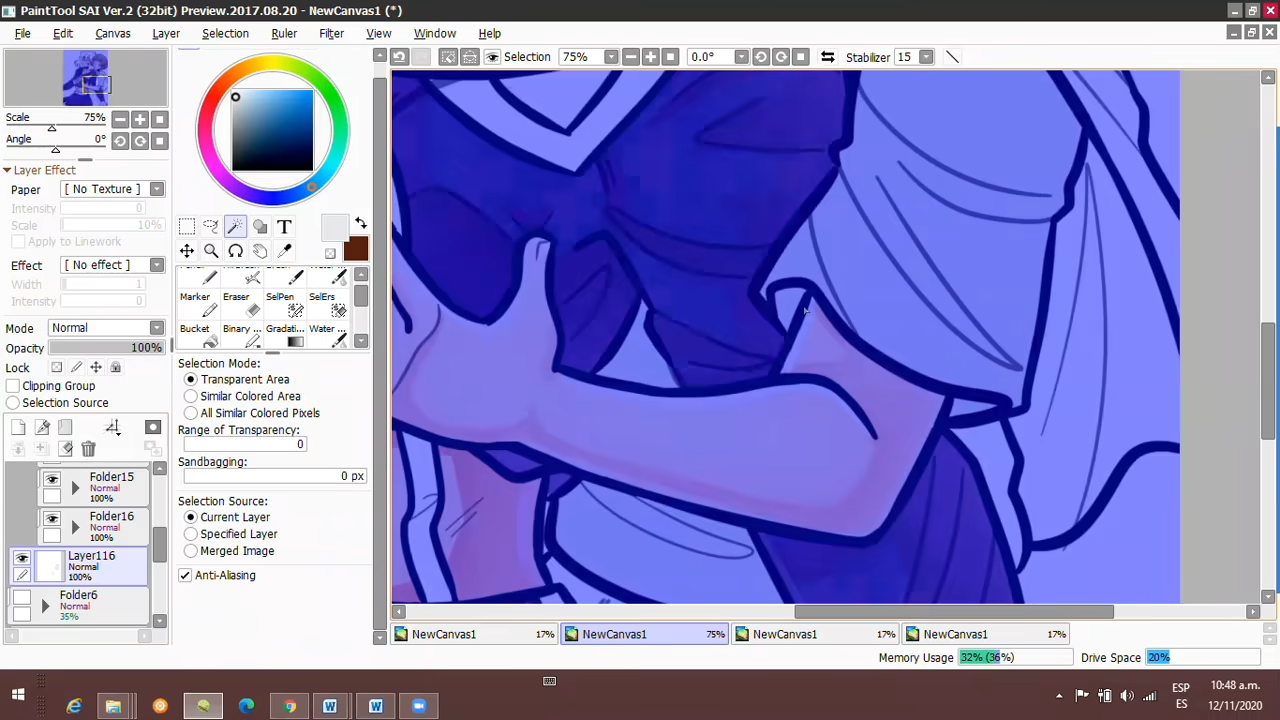 PaintTool SAI Ver.2 (32bit) Preview.2017.08.20 - NewCanvas1 (*)
File Edit Canvas Layer Selection Ruler Filter View Window Help
Selection 75% 0.0° Stabilizer 15
Scale 75%
Angle 0°
Layer Effect
Paper [ No Texture ]
Intensity 0
Scale 10%
Apply to Linework
Effect [ No effect ]
Width 1
Intensity 0
Mode Normal
Opacity 100%
Lock
Clipping Group
Selection Source
Folder15
Normal
100%
Folder16
Normal
100%
Layer116
Normal
100%
Folder6
Normal
35%
T
Marker Eraser SelPen SelErs
Bucket Binary ... Gradati... Water ...
Selection Mode:
Transparent Area
Similar Colored Area
All Similar Colored Pixels
Range of Transparency:
0
Sandbagging:
0 px
Selection Source:
Current Layer
Specified Layer
Merged Image
Anti-Aliasing
NewCanvas1 17% NewCanvas1 75% NewCanvas1 17% NewCanvas1 17%
Memory Usage 32% (36%) Drive Space 20%
ESP
ES
10:48 a.m.
12/11/2020